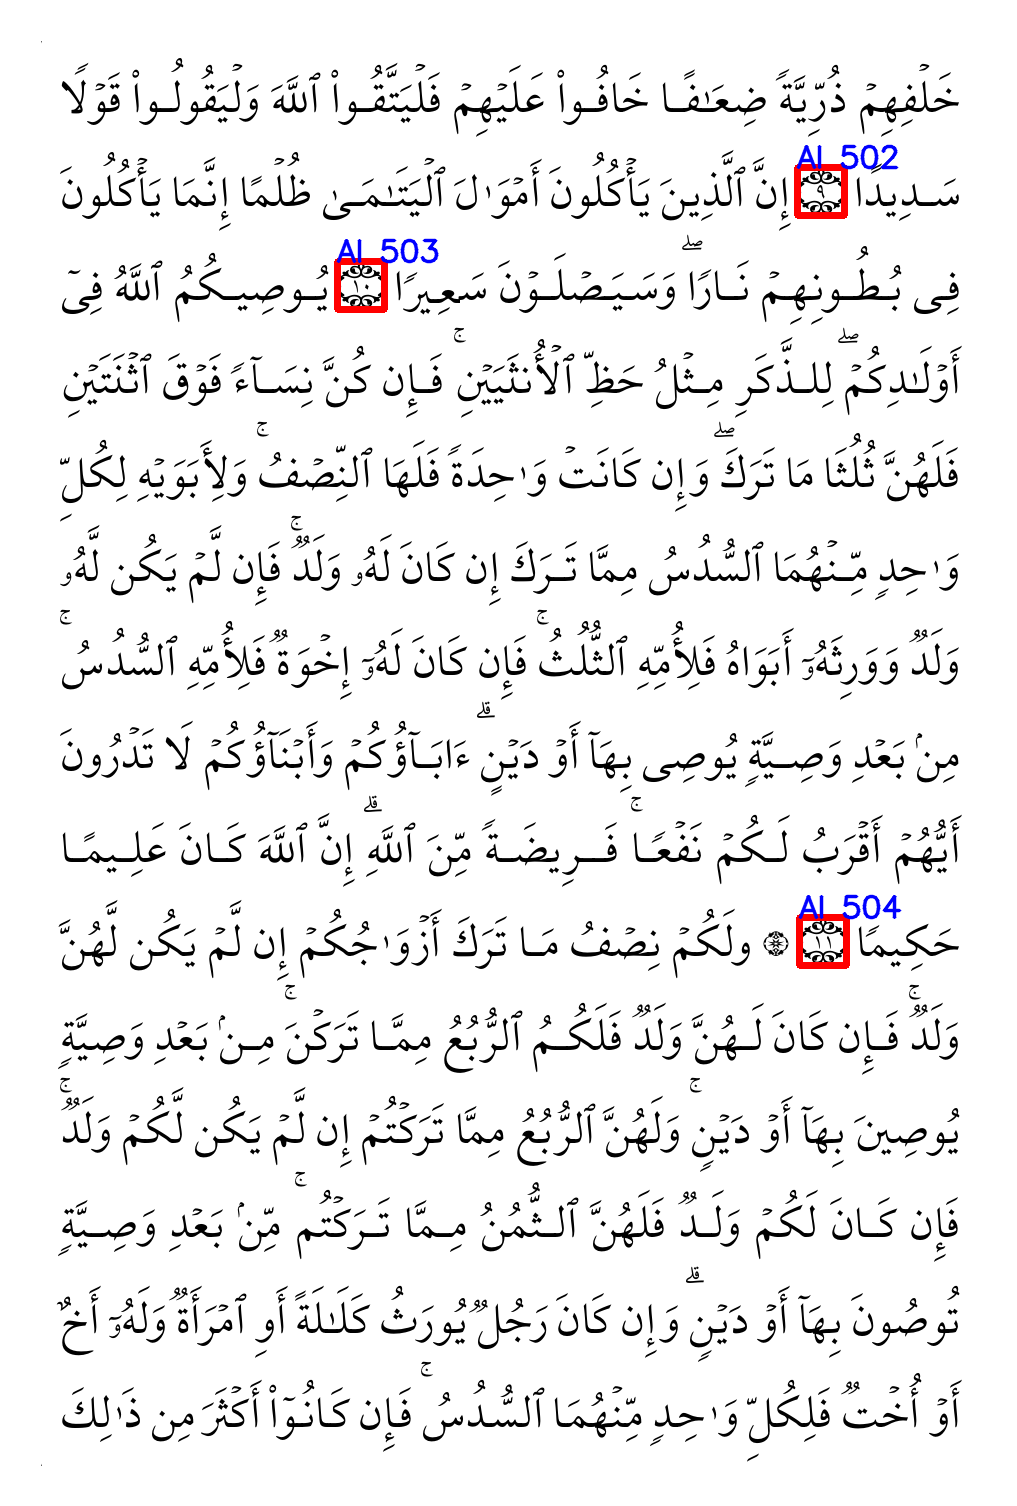 خَلۡفِهِمۡ ذُرِّيَّةٗ ضِعَٰفًا خَافُواْ عَلَيۡهِمۡ فَلۡيَتَّقُواْ ٱللَّهَ وَلۡيَقُولُواْ قَوۡلٗا
AI 502
سَدِيدًا ٩ إِنَّ ٱلَّذِينَ يَأۡكُلُونَ أَمۡوَٰلَ ٱلۡيَتَٰمَىٰ ظُلۡمًا إِنَّمَا يَأۡكُلُونَ
AI 503
فِي بُطُونِهِمۡ نَارٗاۖ وَسَيَصۡلَوۡنَ سَعِيرٗا ١٠ يُوصِيكُمُ ٱللَّهُ فِيٓ
أَوۡلَٰدِكُمۡۖ لِلذَّكَرِ مِثۡلُ حَظِّ ٱلۡأُنثَيَيۡنِۚ فَإِن كُنَّ نِسَآءٗ فَوۡقَ ٱثۡنَتَيۡنِ
فَلَهُنَّ ثُلُثَا مَا تَرَكَۖ وَإِن كَانَتۡ وَٰحِدَةٗ فَلَهَا ٱلنِّصۡفُۚ وَلِأَبَوَيۡهِ لِكُلِّ
وَٰحِدٖ مِّنۡهُمَا ٱلسُّدُسُ مِمَّا تَرَكَ إِن كَانَ لَهُۥ وَلَدٞۚ فَإِن لَّمۡ يَكُن لَّهُۥ
وَلَدٞ وَوَرِثَهُۥٓ أَبَوَاهُ فَلِأُمِّهِ ٱلثُّلُثُۚ فَإِن كَانَ لَهُۥٓ إِخۡوَةٞ فَلِأُمِّهِ ٱلسُّدُسُۚ
مِنۢ بَعۡدِ وَصِيَّةٖ يُوصِي بِهَآ أَوۡ دَيۡنٍۗ ءَابَآؤُكُمۡ وَأَبۡنَآؤُكُمۡ لَا تَدۡرُونَ
أَيُّهُمۡ أَقۡرَبُ لَكُمۡ نَفۡعٗاۚ فَرِيضَةٗ مِّنَ ٱللَّهِۗ إِنَّ ٱللَّهَ كَانَ عَلِيمًا
AI 504
حَكِيمٗا ١١ ۞ وَلَكُمۡ نِصۡفُ مَا تَرَكَ أَزۡوَٰجُكُمۡ إِن لَّمۡ يَكُن لَّهُنَّ
وَلَدٞۚ فَإِن كَانَ لَهُنَّ وَلَدٞ فَلَكُمُ ٱلرُّبُعُ مِمَّا تَرَكۡنَۚ مِنۢ بَعۡدِ وَصِيَّةٖ
يُوصِينَ بِهَآ أَوۡ دَيۡنٖۚ وَلَهُنَّ ٱلرُّبُعُ مِمَّا تَرَكۡتُمۡ إِن لَّمۡ يَكُن لَّكُمۡ وَلَدٞۚ
فَإِن كَانَ لَكُمۡ وَلَدٞ فَلَهُنَّ ٱلثُّمُنُ مِمَّا تَرَكۡتُمۚ مِّنۢ بَعۡدِ وَصِيَّةٖ
تُوصُونَ بِهَآ أَوۡ دَيۡنٖۗ وَإِن كَانَ رَجُلٞ يُورَثُ كَلَٰلَةً أَوِ ٱمۡرَأَةٞ وَلَهُۥٓ أَخٌ
أَوۡ أُخۡتٞ فَلِكُلِّ وَٰحِدٖ مِّنۡهُمَا ٱلسُّدُسُۚ فَإِن كَانُوٓاْ أَكۡثَرَ مِن ذَٰلِكَ